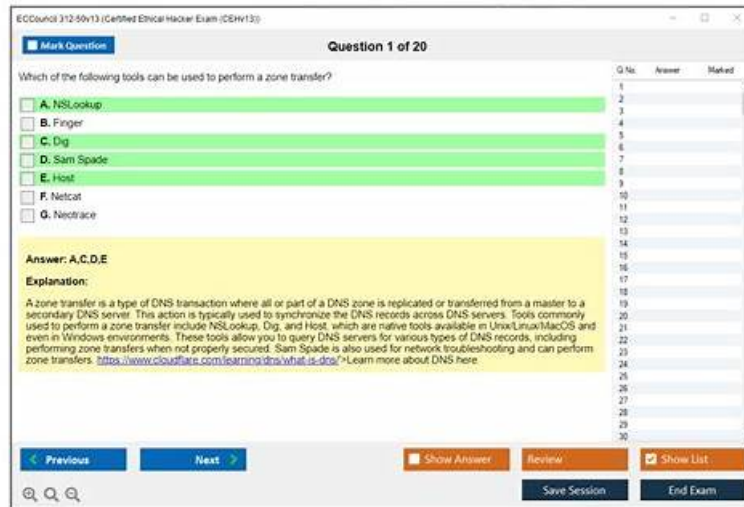 ECCouncil 312-50v13 (Certified Ethical Hacker Exam (CEHv13))
Mark Question
Question 1 of 20
Which of the following tools can be used to perform a zone transfer?
A. NSLookup
B. Finger
C. Dig
D. Sam Spade
E. Host
F. Netcat
G. Neotrace
Answer: A,C,D,E
Explanation:
A zone transfer is a type of DNS transaction where all or part of a DNS zone is replicated or transferred from a master to a
secondary DNS server. This action is typically used to synchronize the DNS records across DNS servers. Tools commonly
used to perform a zone transfer include NSLookup, Dig, and Host, which are native tools available in Unix/Linux/MacOS and
even in Windows environments. These tools allow you to query DNS servers for various types of DNS records, including
performing zone transfers when not properly secured. Sam Spade is also used for network troubleshooting and can perform
zone transfers. https://www.cloudflare.com/learning/dns/what-is-dns/">Learn more about DNS here
Q No. Answer Marked
1
2
3
4
5
6
7
8
9
10
11
12
13
14
15
16
17
18
19
20
21
22
23
24
25
26
27
28
29
30
Previous
Next
Show Answer
Review
Show List
Save Session
End Exam